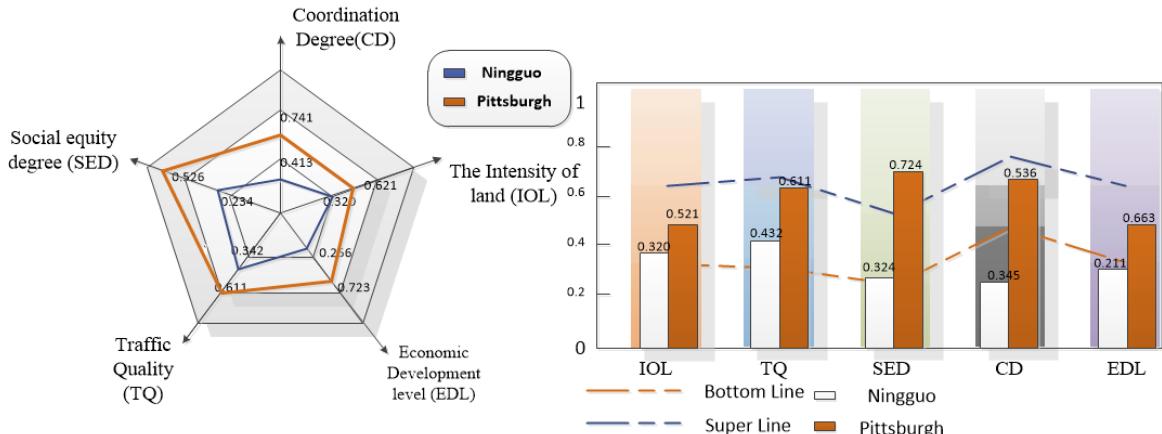 Coordination
Degree(CD)
Ningguo
Pittsburgh
Social equity
degree (SED)
The Intensity of
land (IOL)
0.741
0.413
0.526
0.234
0.621
0.320
0.342
0.256
0.611
0.723
Traffic
Quality
(TQ)
Economic
Development
level (EDL)
1
0.8
0.6
0.4
0.2
0
0.320
0.521
0.432
0.611
0.324
0.724
0.345
0.536
0.211
0.663
IOL
TQ
SED
CD
EDL
Bottom Line
Ningguo
Super Line
Pittsburgh